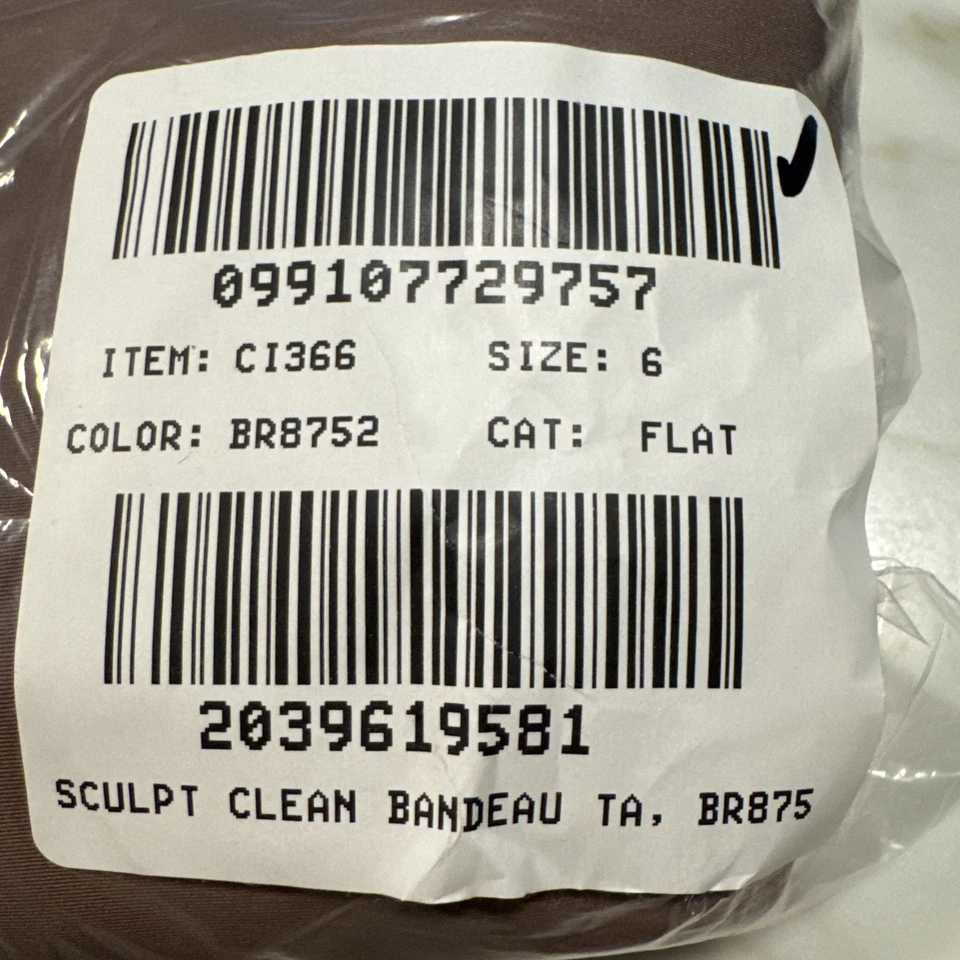 099107729757
ITEM: CI366 SIZE: 6
COLOR: BR8752 CAT: FLAT
2039619581
SCULPT CLEAN BANDEAU TA, BR875